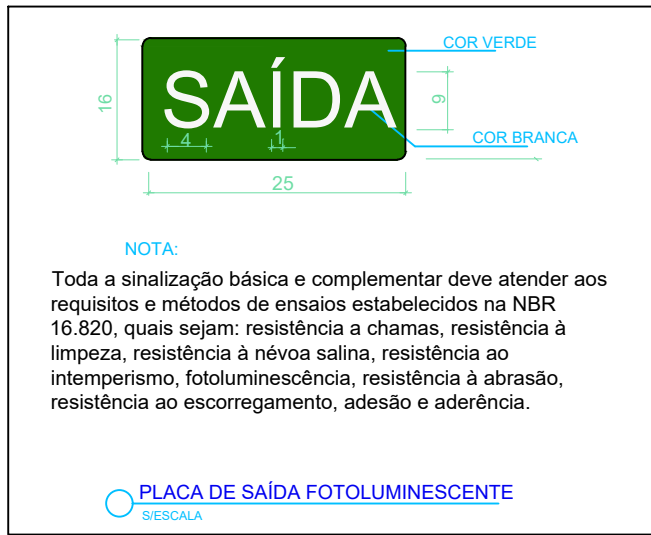 COR VERDE
SAÍDA
16
9
4
1
COR BRANCA
25
NOTA:
Toda a sinalização básica e complementar deve atender aos
requisitos e métodos de ensaios estabelecidos na NBR
16.820, quais sejam: resistência a chamas, resistência à
limpeza, resistência à névoa salina, resistência ao
intemperismo, fotoluminescência, resistência à abrasão,
resistência ao escorregamento, adesão e aderência.
PLACA DE SAÍDA FOTOLUMINESCENTE
S/ESCALA